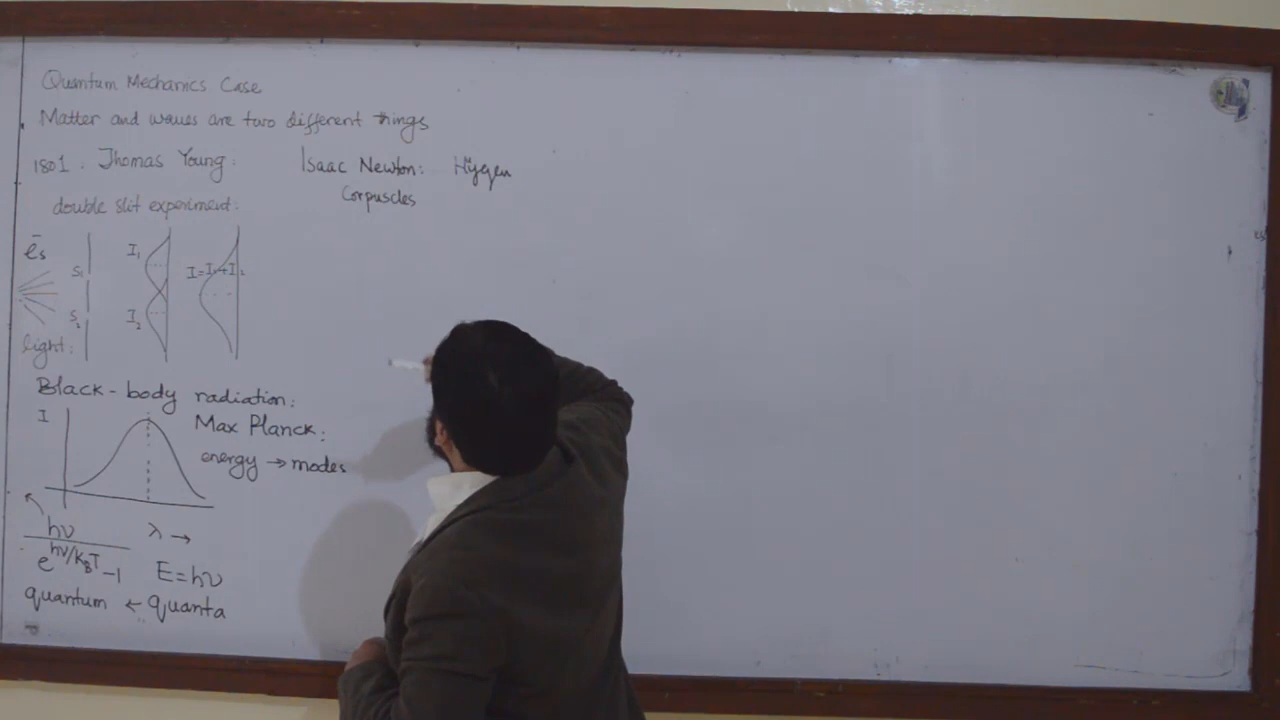 Quantum Mechanics Case
Matter and waves are two different things
1801. Thomas Young.
Isaac Newton: Hygen
Corpuscles
double slit experiment:
ēs
S₁
S₂
I₁
I₂
I=I₁+I₂
light:
Black-body radiation:
I
Max Planck:
energy → modes
hν
e^hν/k_BT -1
λ →
E=hν
quantum ← quanta